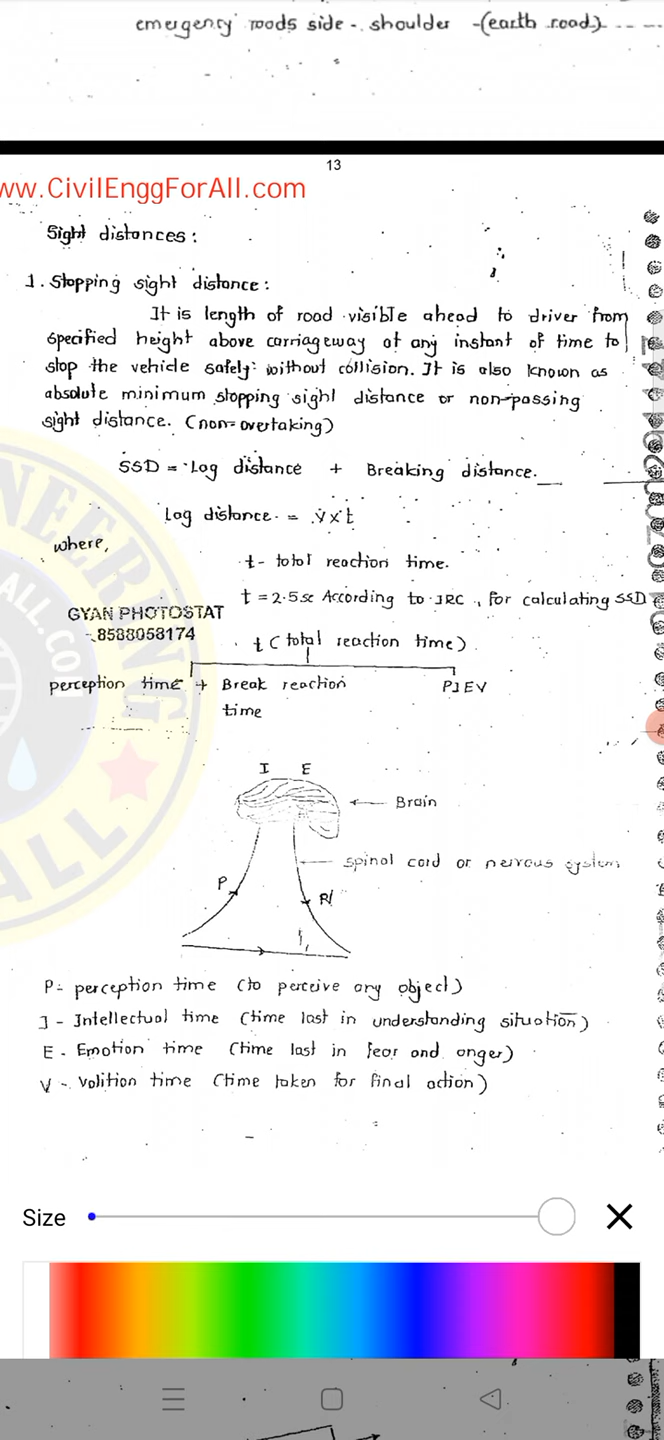 emergency roads side - shoulder -(earth road)
13
ww.CivilEnggForAll.com
Sight distances :
1. Stopping sight distance :
It is length of road visible ahead to driver from
specified height above carriageway at any instant of time to
stop the vehicle safely without collision. It is also known as
absolute minimum stopping sight distance or non-passing
sight distance. (non-overtaking)
SSD = Log distance + Breaking distance.
Log distance = v x t
where,
t - total reaction time.
t = 2.5sc According to IRC , for calculating SSD
GYAN PHOTOSTAT
8588058174
t ( total reaction time)
perception time + Break reaction PIEV
time
I E
Brain
spinal cord or nervous system
P
R
P- perception time (to perceive any object)
I - Intellectual time (time last in understanding situation)
E - Emotion time (time last in fear and anger)
V - Volition time (time taken for final action)
Size